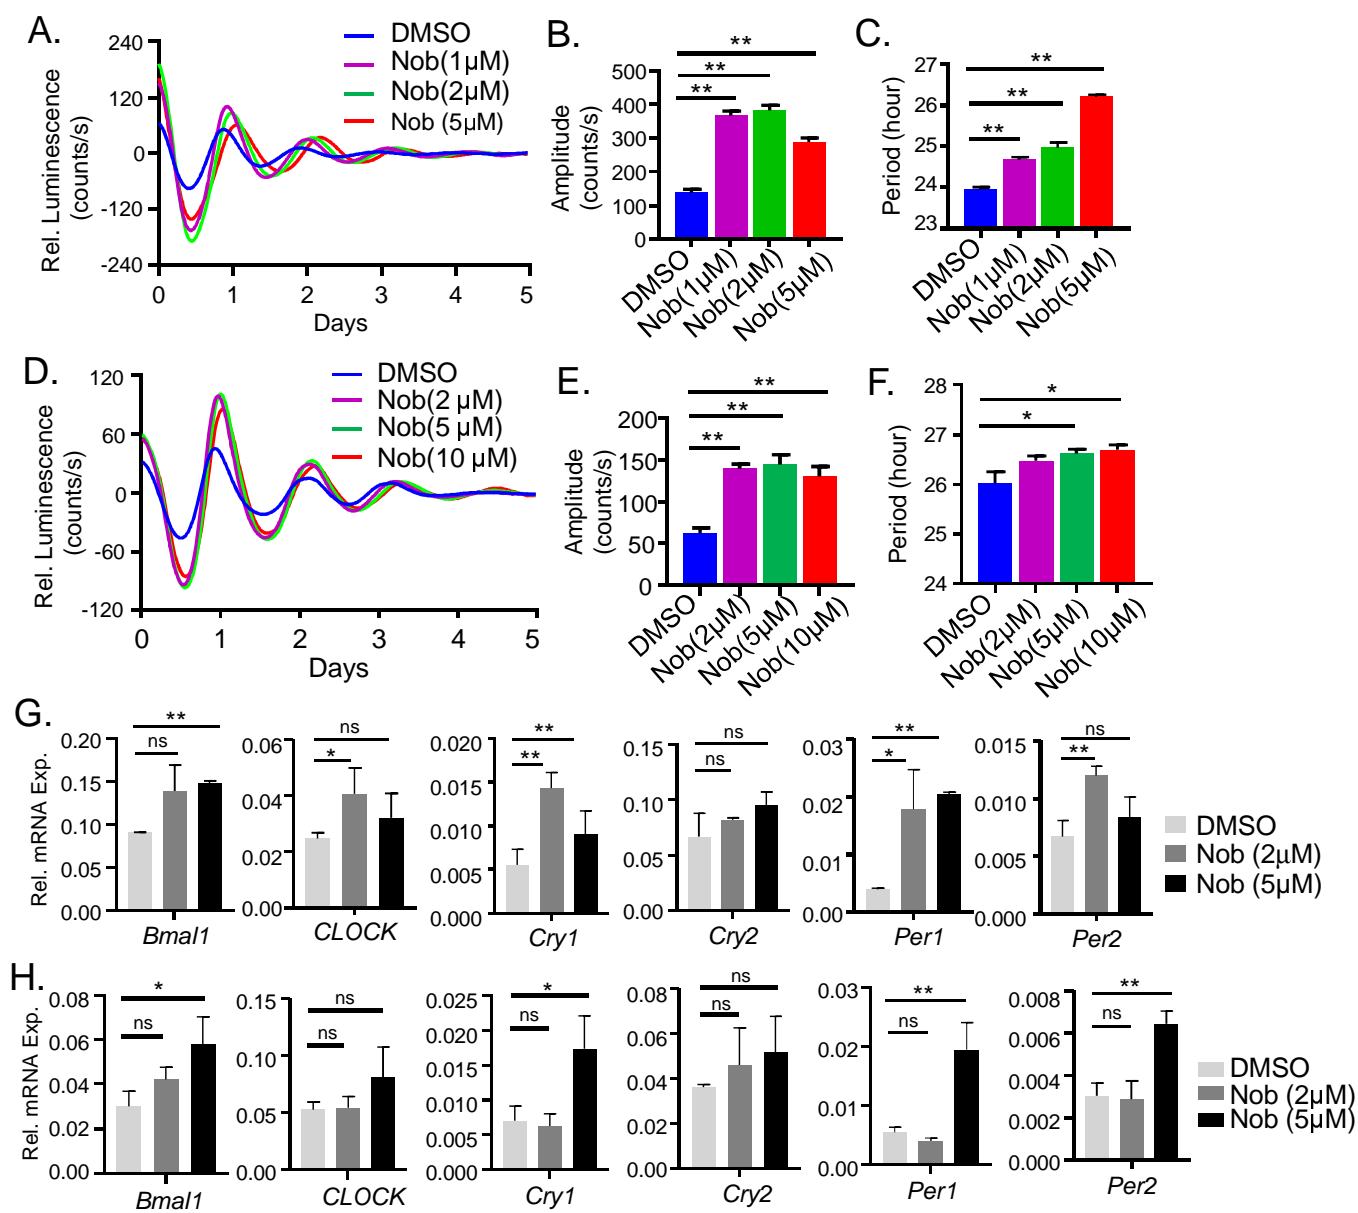 A.
240
120
0
-120
-240
Rel. Luminescence
(counts/s)
0 1 2 3 4 5
Days
DMSO
Nob(1µM)
Nob(2µM)
Nob (5µM)
B.
** 
**
**
500
400
300
200
100
0
Amplitude
(counts/s)
DMSO
Nob(1µM)
Nob(2µM)
Nob(5µM)
C.
**
**
**
27
26
25
24
23
Period (hour)
DMSO
Nob(1µM)
Nob(2µM)
Nob(5µM)
D.
120
60
0
-60
-120
Rel. Luminescence
(counts/s)
0 1 2 3 4 5
Days
DMSO
Nob(2 µM)
Nob(5 µM)
Nob(10 µM)
E.
**
**
**
200
150
100
50
0
Amplitude
(counts/s)
DMSO
Nob(2µM)
Nob(5µM)
Nob(10µM)
F.
*
*
28
27
26
25
24
Period (hour)
DMSO
Nob(2µM)
Nob(5µM)
Nob(10µM)
G.
Rel. mRNA Exp.
**
ns
0.20
0.15
0.10
0.05
0.00
Bmal1
ns
*
0.06
0.04
0.02
0.00
CLOCK
**
**
0.020
0.015
0.010
0.005
0.000
Cry1
ns
ns
0.15
0.10
0.05
0.00
Cry2
**
*
0.03
0.02
0.01
0.00
Per1
ns
**
0.015
0.010
0.005
0.000
Per2
DMSO
Nob (2µM)
Nob (5µM)
H.
Rel. mRNA Exp.
*
ns
0.08
0.06
0.04
0.02
0.00
Bmal1
ns
ns
0.15
0.10
0.05
0.00
CLOCK
*
ns
0.025
0.020
0.015
0.010
0.005
0.000
Cry1
ns
ns
0.08
0.06
0.04
0.02
0.00
Cry2
**
ns
0.03
0.02
0.01
0.00
Per1
**
ns
0.008
0.006
0.004
0.002
0.000
Per2
DMSO
Nob (2µM)
Nob (5µM)